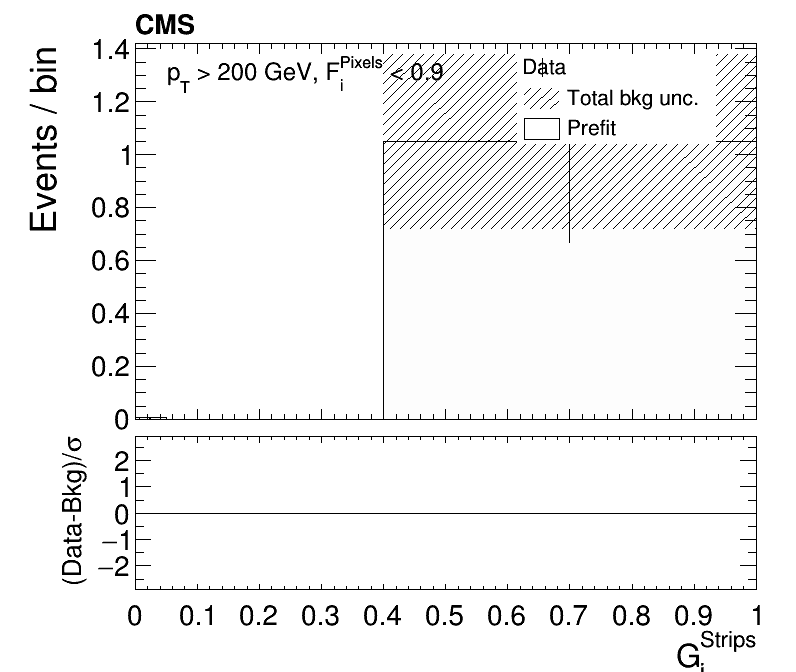 CMS
p_T > 200 GeV, F_i^Pixels < 0.9
Data
Total bkg unc.
Prefit
Events / bin
1.4
1.2
1
0.8
0.6
0.4
0.2
0
(Data-Bkg)/σ
2
1
0
−1
−2
0 0.1 0.2 0.3 0.4 0.5 0.6 0.7 0.8 0.9 1
G_i^Strips